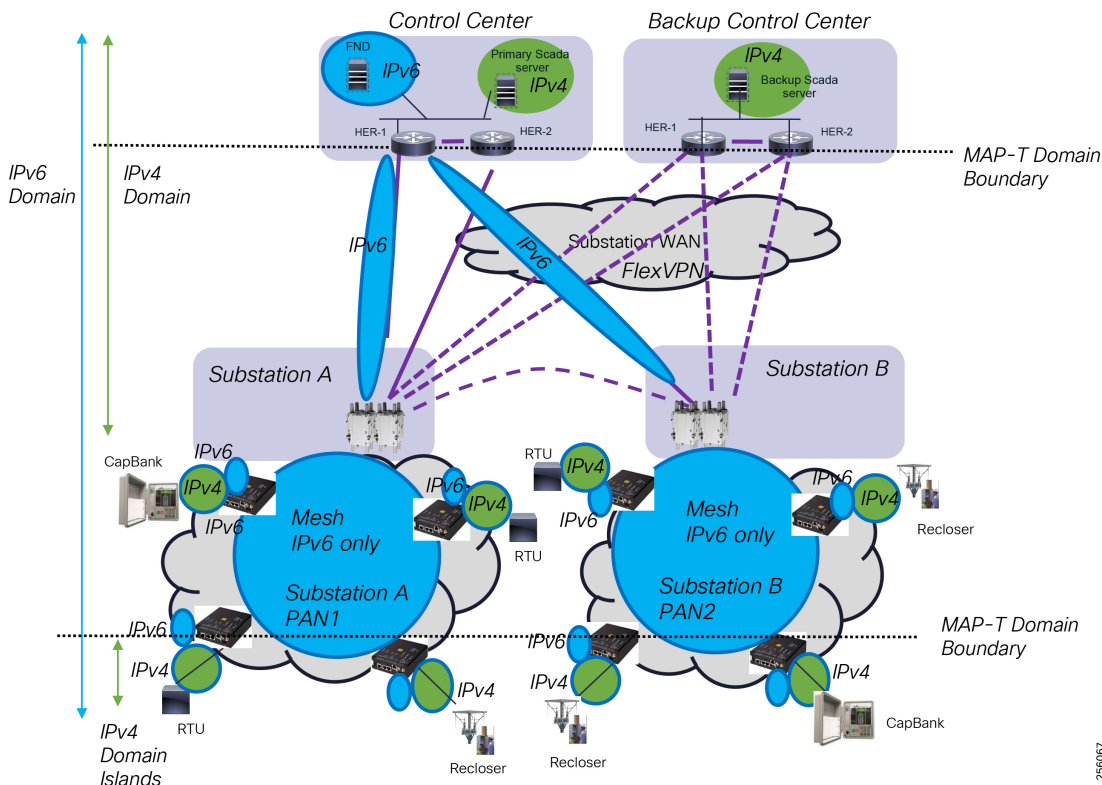 Control Center
Backup Control Center
FND
IPv6
Primary Scada
server
IPv4
IPv4
Backup Scada
server
HER-1
HER-2
HER-1
HER-2
MAP-T Domain
Boundary
IPv6
Domain
IPv4
Domain
IPv6
IPv6
Substation WAN
FlexVPN
Substation A
Substation B
CapBank
IPv6
IPv4
IPv6
IPv6
IPv4
RTU
Mesh
IPv6 only
Substation A
PAN1
RTU
IPv4
IPv6
Mesh
IPv6 only
Substation B
PAN2
IPv6
IPv4
Recloser
IPv6
IPv4
RTU
IPv4
Recloser
IPv6
IPv4
Recloser
IPv4
CapBank
MAP-T Domain
Boundary
IPv4
Domain
Islands
256067